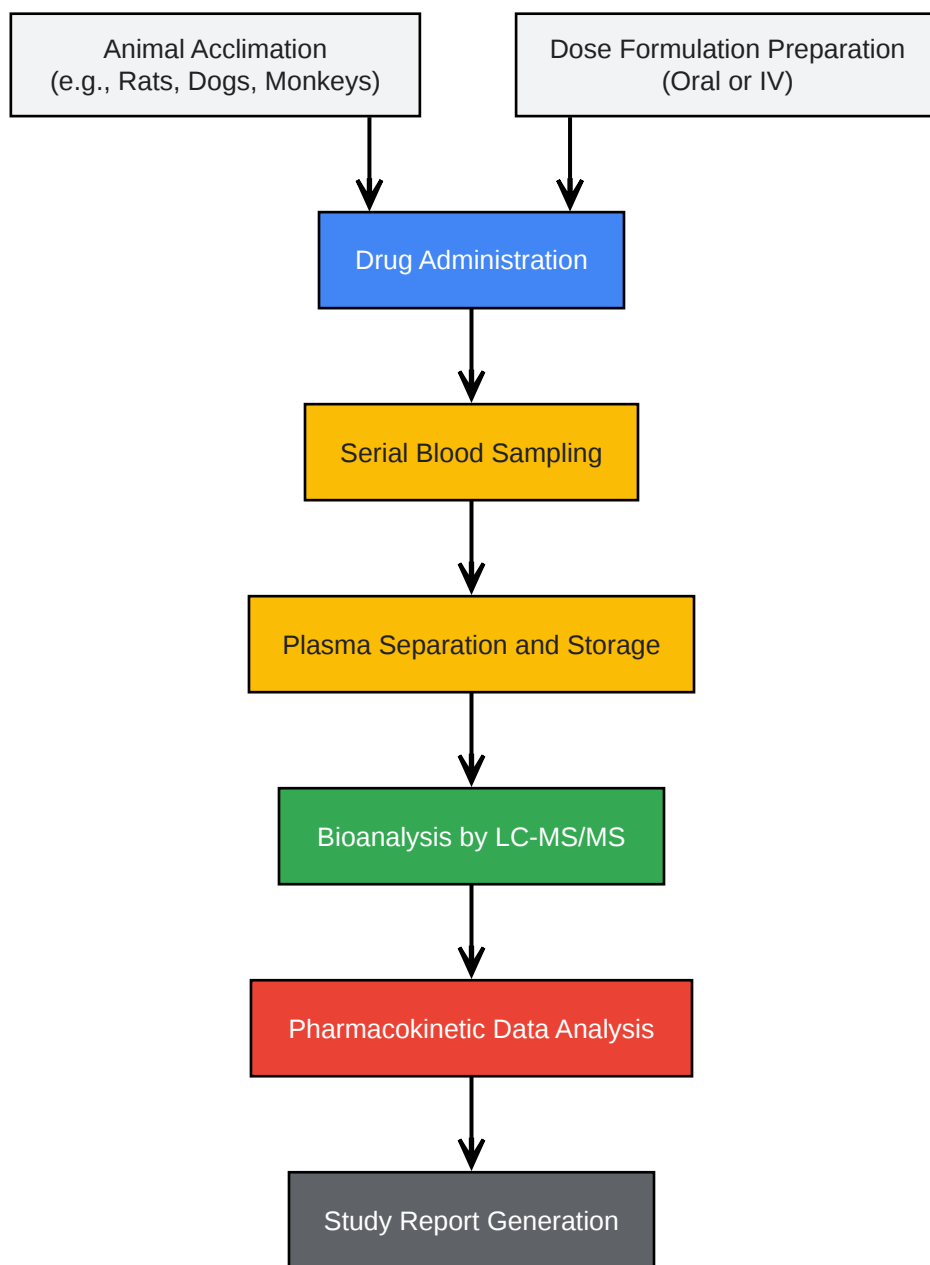 Animal Acclimation
(e.g., Rats, Dogs, Monkeys)
Dose Formulation Preparation
(Oral or IV)
Drug Administration
Serial Blood Sampling
Plasma Separation and Storage
Bioanalysis by LC-MS/MS
Pharmacokinetic Data Analysis
Study Report Generation